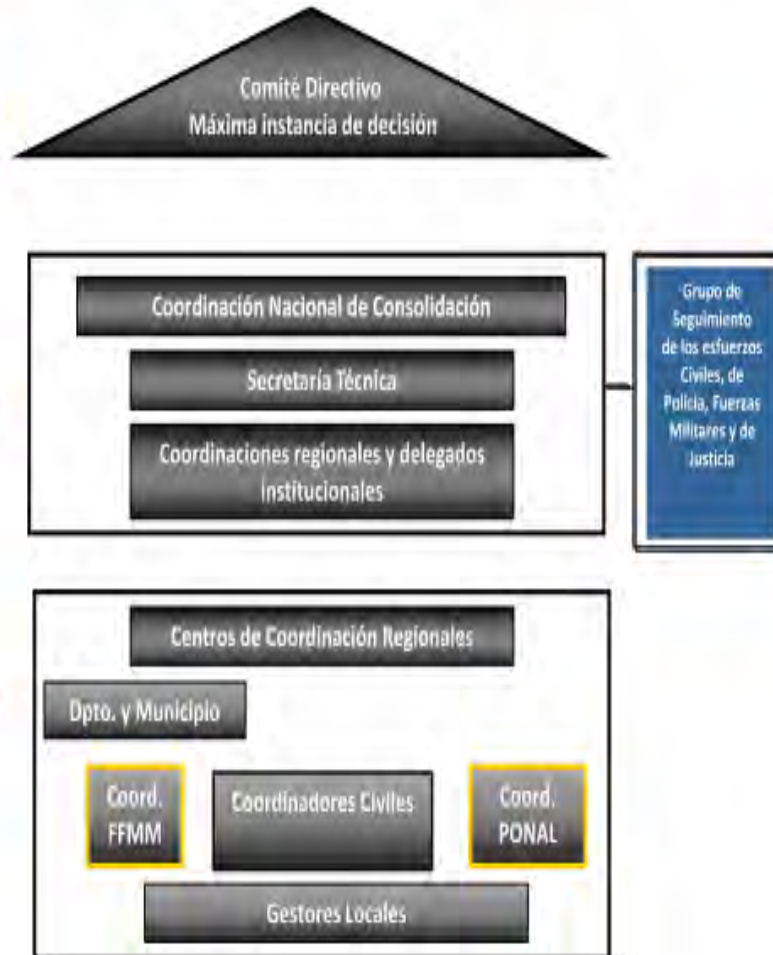 Comité Directivo
Máxima instancia de decisión
Coordinación Nacional de Consolidación
Secretaría Técnica
Coordinaciones regionales y delegados
institucionales
Grupo de
Seguimiento
de los esfuerzos
Civiles, de
Policia, Fuerzas
Militares y de
Justicia
Centros de Coordinación Regionales
Dpto. y Municipio
Coord.
FFMM
Coordinadores Civiles
Coord.
PONAL
Gestores Locales